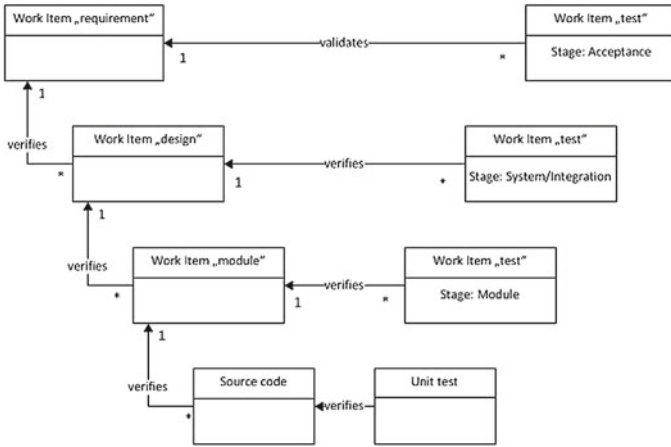 Work Item „requirement”
Work Item „test”
Stage: Acceptance
validates
1
*
1
verifies
*
Work Item „design”
Work Item „test”
Stage: System/Integration
verifies
1
*
1
verifies
*
Work Item „module”
Work Item „test”
Stage: Module
verifies
1
*
1
verifies
*
Source code
Unit test
verifies